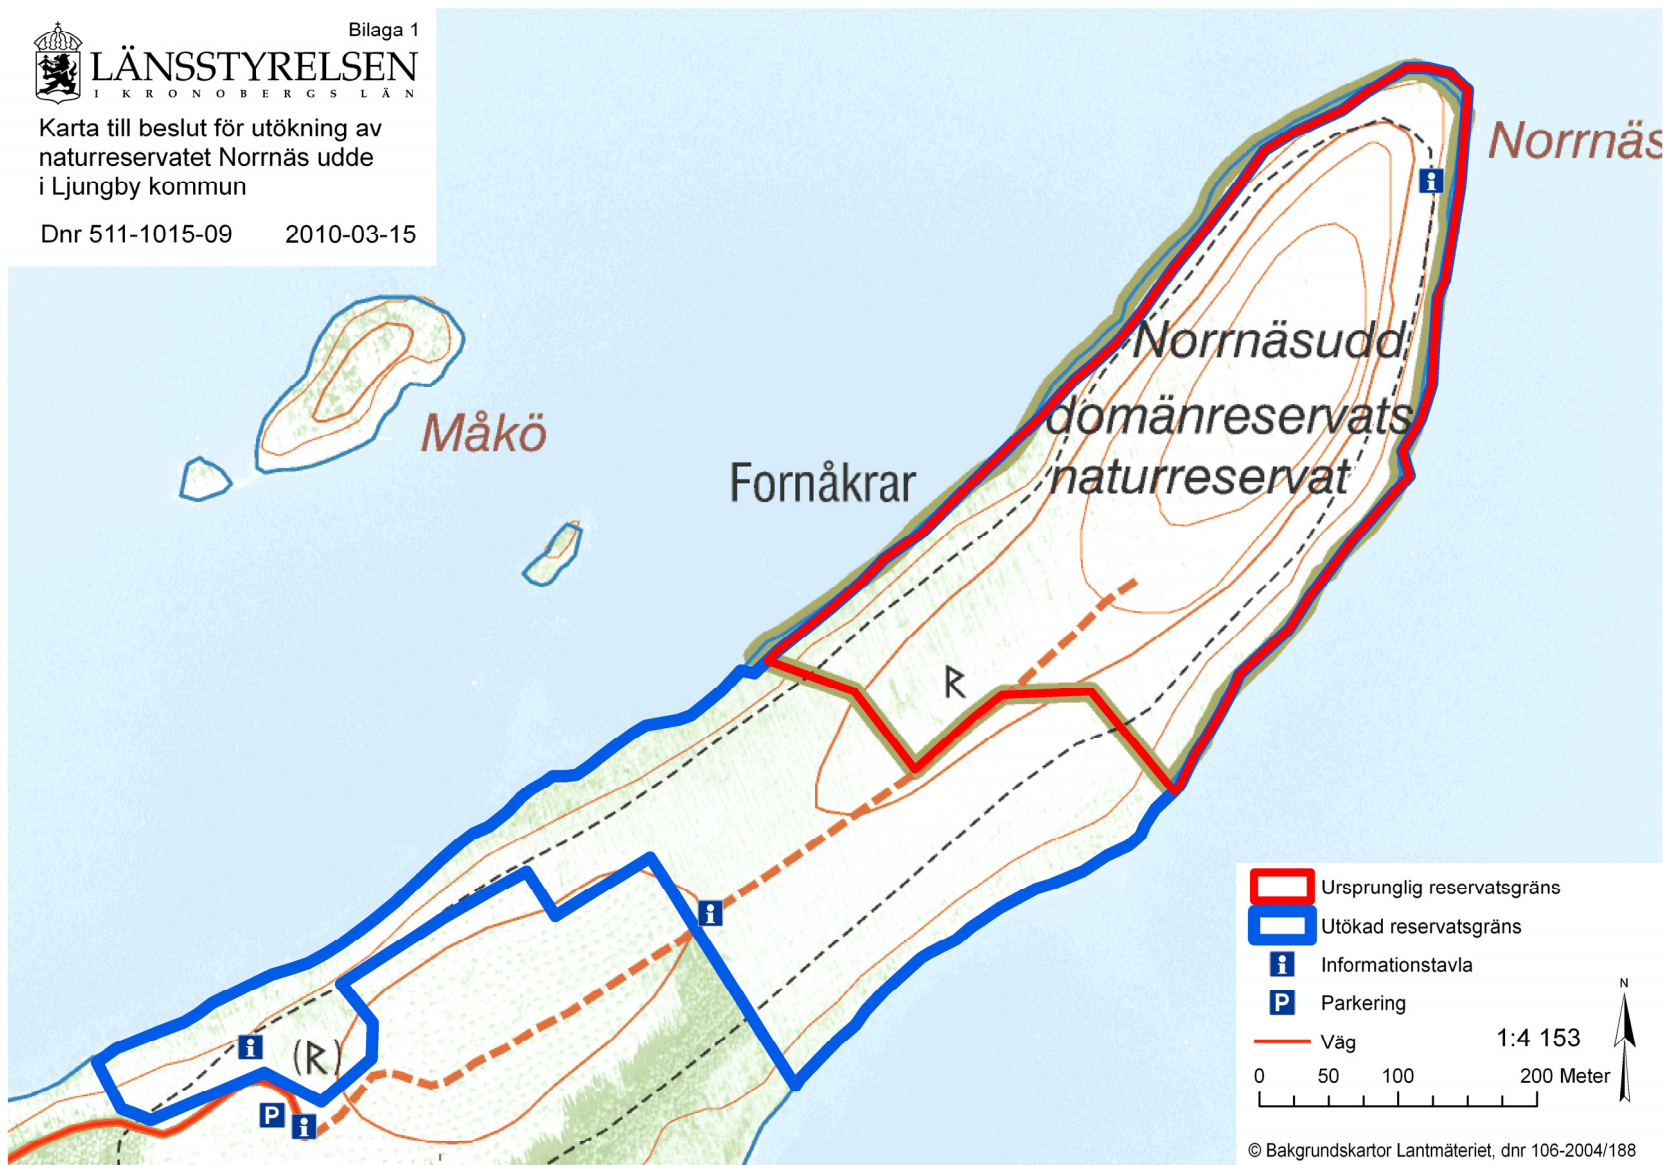 Bilaga 1
LÄNSSTYRELSEN
I KRONOBERGS LÄN
Karta till beslut för utökning av
naturreservatet Norrnäs udde
i Ljungby kommun
Dnr 511-1015-09 2010-03-15
Norrnäs
Måkö
Fornåkrar
Norrnäsudd
domänreservats
naturreservat
R
(R)
i
i
i
i
P
Ursprunglig reservatsgräns
Utökad reservatsgräns
i Informationstavla
P Parkering
Väg
1:4 153
N
0 50 100 200 Meter
© Bakgrundskartor Lantmäteriet, dnr 106-2004/188